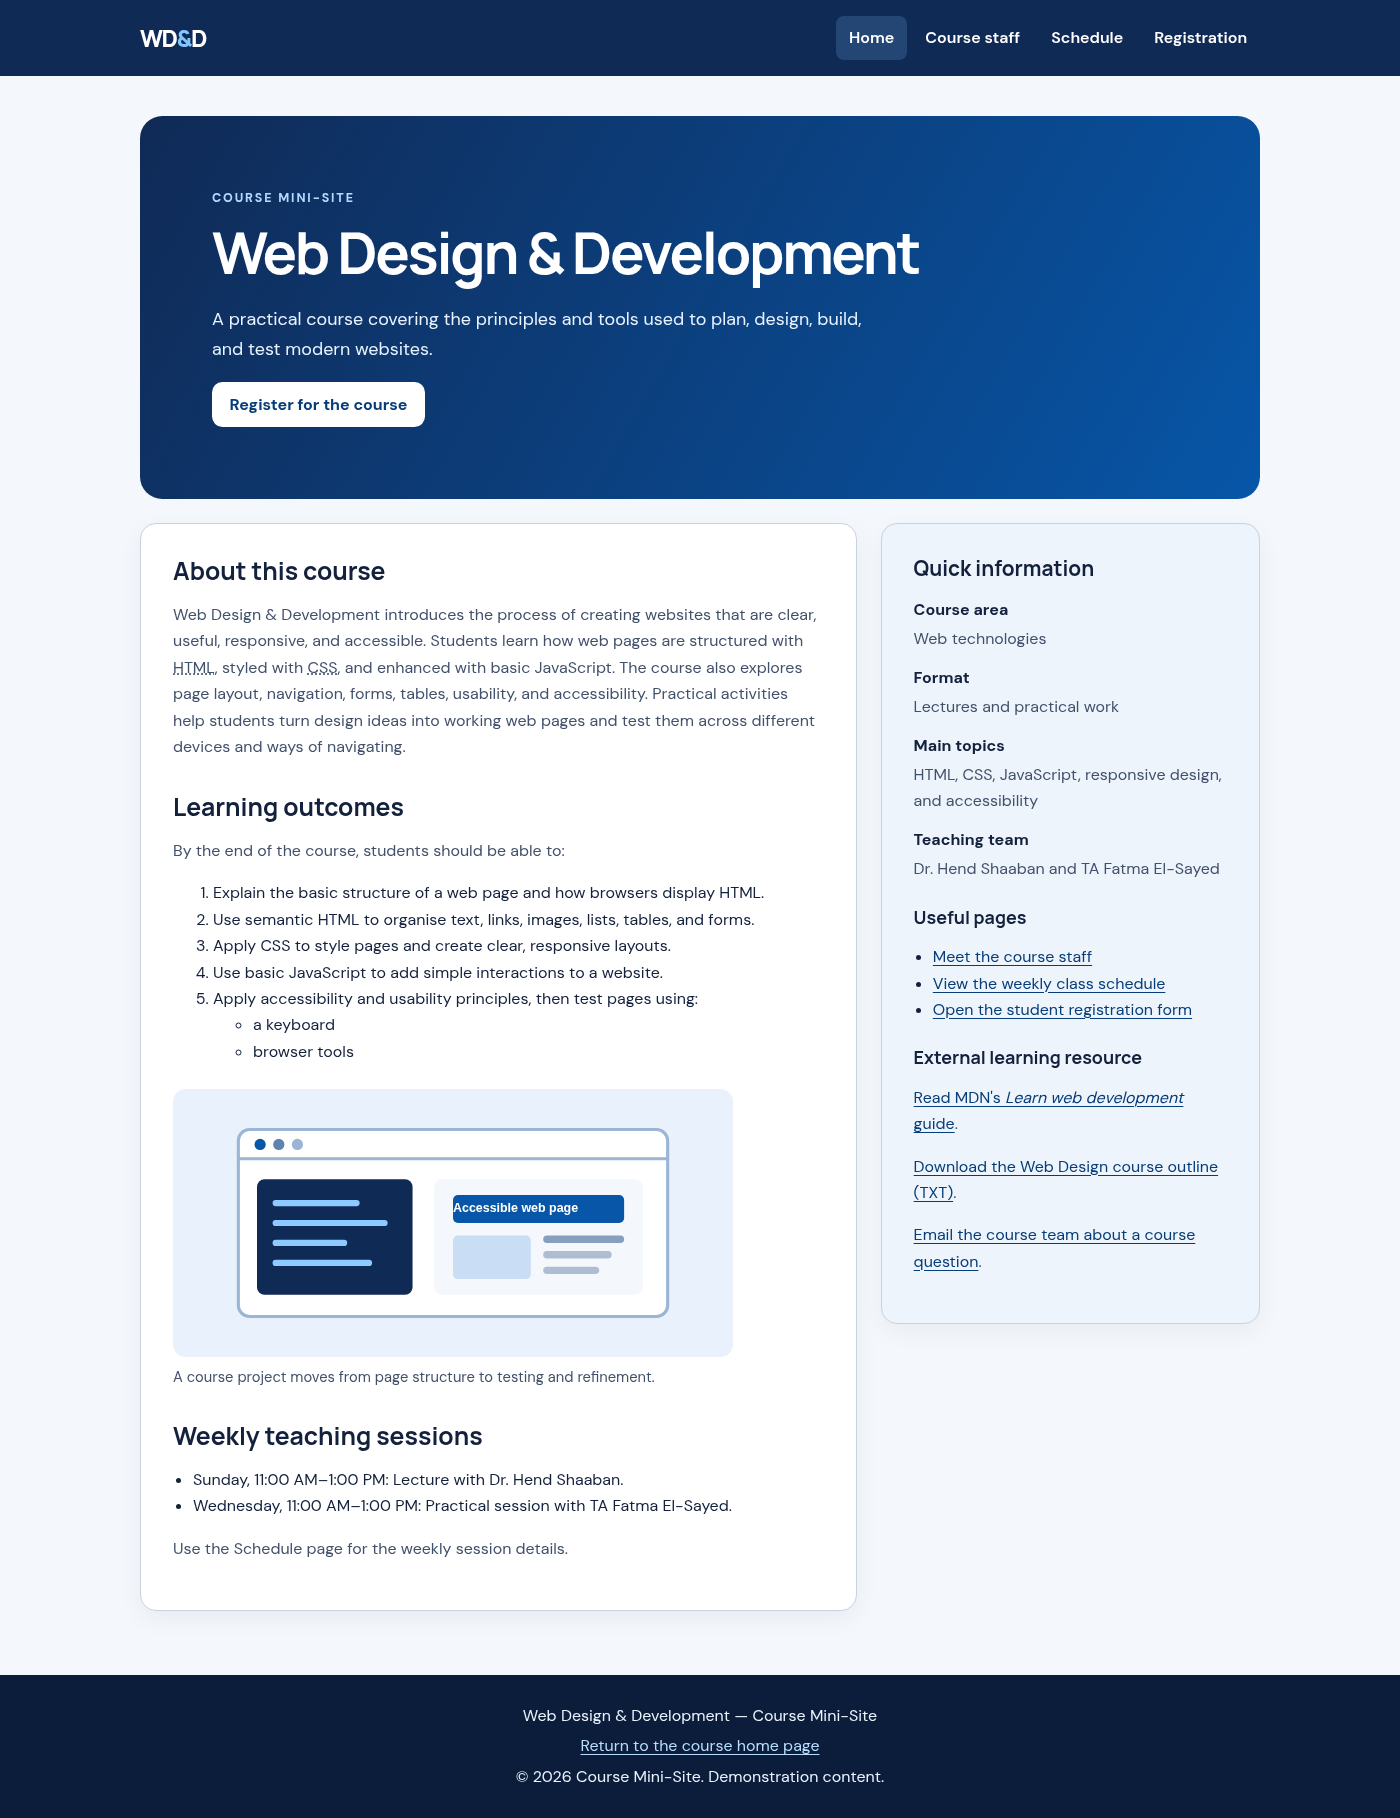 WD&D
Home
Course staff
Schedule
Registration
COURSE MINI-SITE
Web Design & Development
A practical course covering the principles and tools used to plan, design, build,
and test modern websites.
Register for the course
About this course
Web Design & Development introduces the process of creating websites that are clear,
useful, responsive, and accessible. Students learn how web pages are structured with
HTML, styled with CSS, and enhanced with basic JavaScript. The course also explores
page layout, navigation, forms, tables, usability, and accessibility. Practical activities
help students turn design ideas into working web pages and test them across different
devices and ways of navigating.
Learning outcomes
By the end of the course, students should be able to:
1. Explain the basic structure of a web page and how browsers display HTML.
2. Use semantic HTML to organise text, links, images, lists, tables, and forms.
3. Apply CSS to style pages and create clear, responsive layouts.
4. Use basic JavaScript to add simple interactions to a website.
5. Apply accessibility and usability principles, then test pages using:
a keyboard
browser tools
Accessible web page
A course project moves from page structure to testing and refinement.
Weekly teaching sessions
Sunday, 11:00 AM–1:00 PM: Lecture with Dr. Hend Shaaban.
Wednesday, 11:00 AM–1:00 PM: Practical session with TA Fatma El-Sayed.
Use the Schedule page for the weekly session details.
Quick information
Course area
Web technologies
Format
Lectures and practical work
Main topics
HTML, CSS, JavaScript, responsive design,
and accessibility
Teaching team
Dr. Hend Shaaban and TA Fatma El-Sayed
Useful pages
Meet the course staff
View the weekly class schedule
Open the student registration form
External learning resource
Read MDN's Learn web development
guide.
Download the Web Design course outline
(TXT).
Email the course team about a course
question.
Web Design & Development — Course Mini-Site
Return to the course home page
© 2026 Course Mini-Site. Demonstration content.